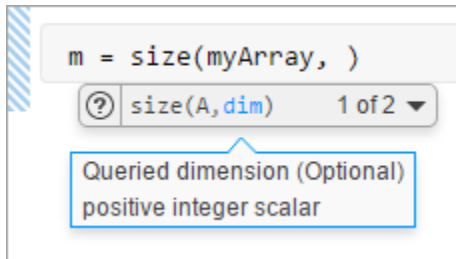 m = size(myArray, )
? size(A,dim) 1 of 2
Queried dimension (Optional)
positive integer scalar